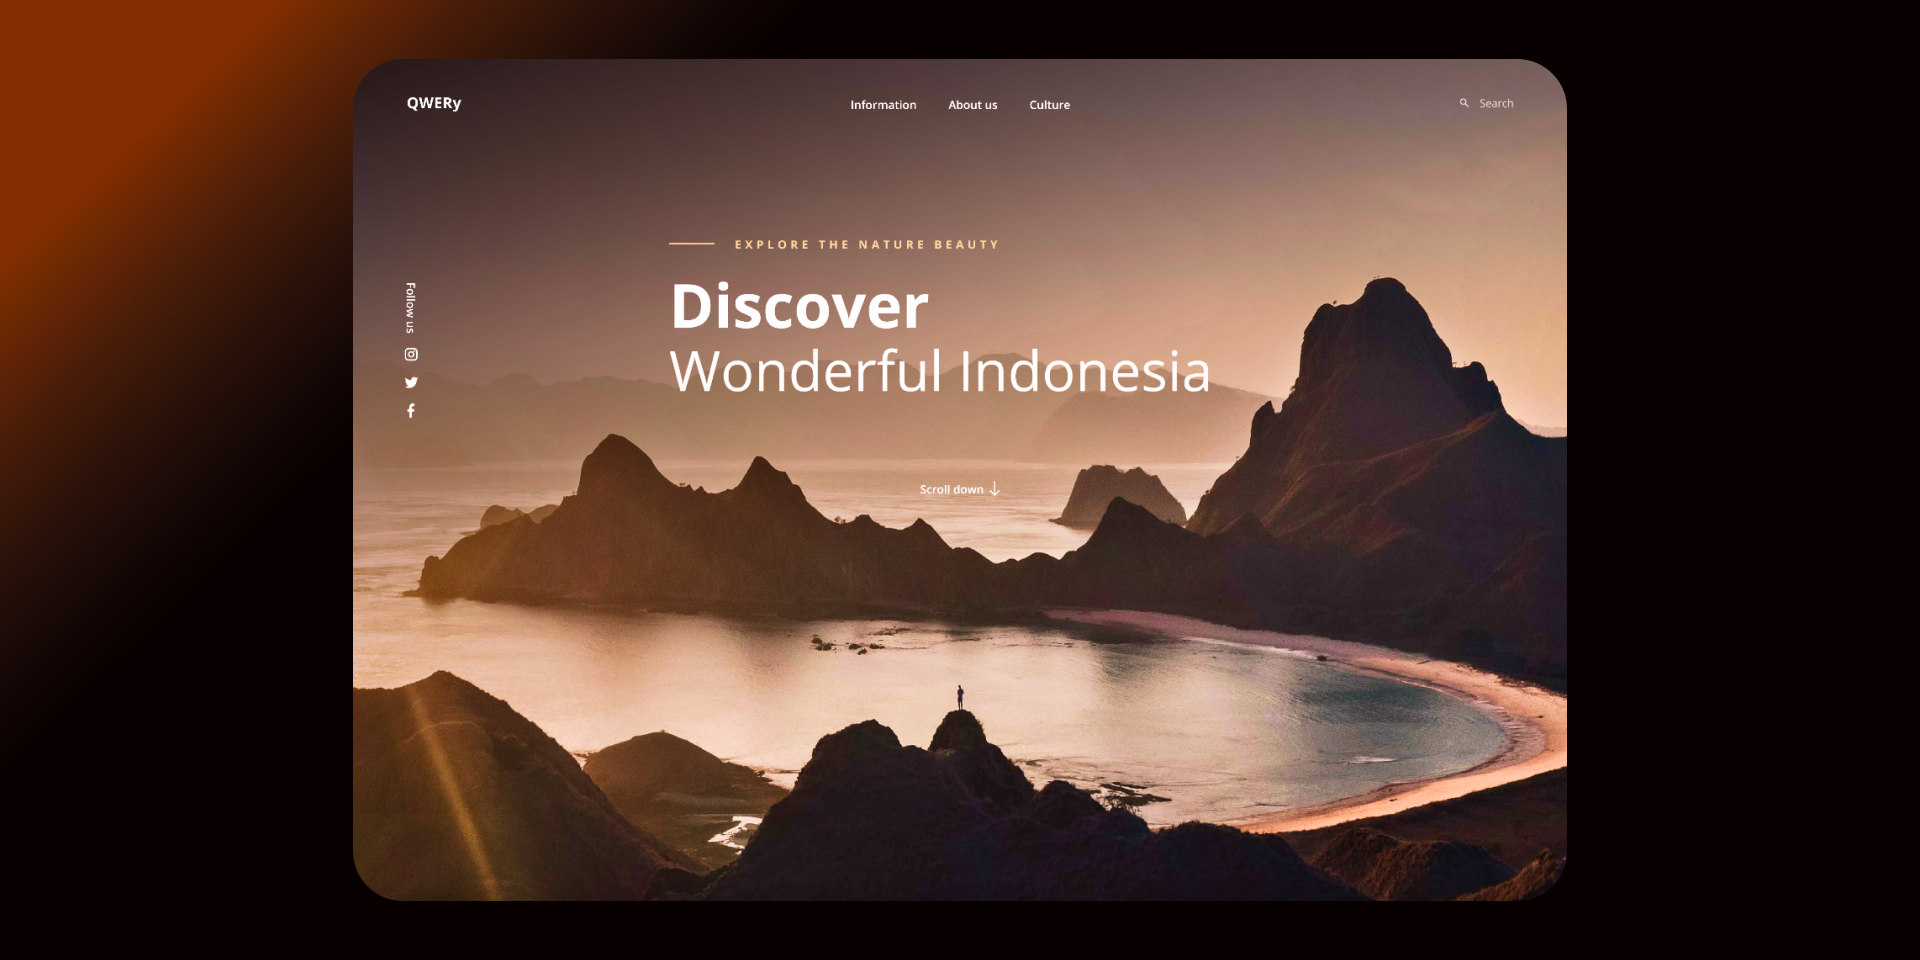 QWERy
Information
About us
Culture
Search
EXPLORE THE NATURE BEAUTY
Discover
Wonderful Indonesia
Follow us
Scroll down